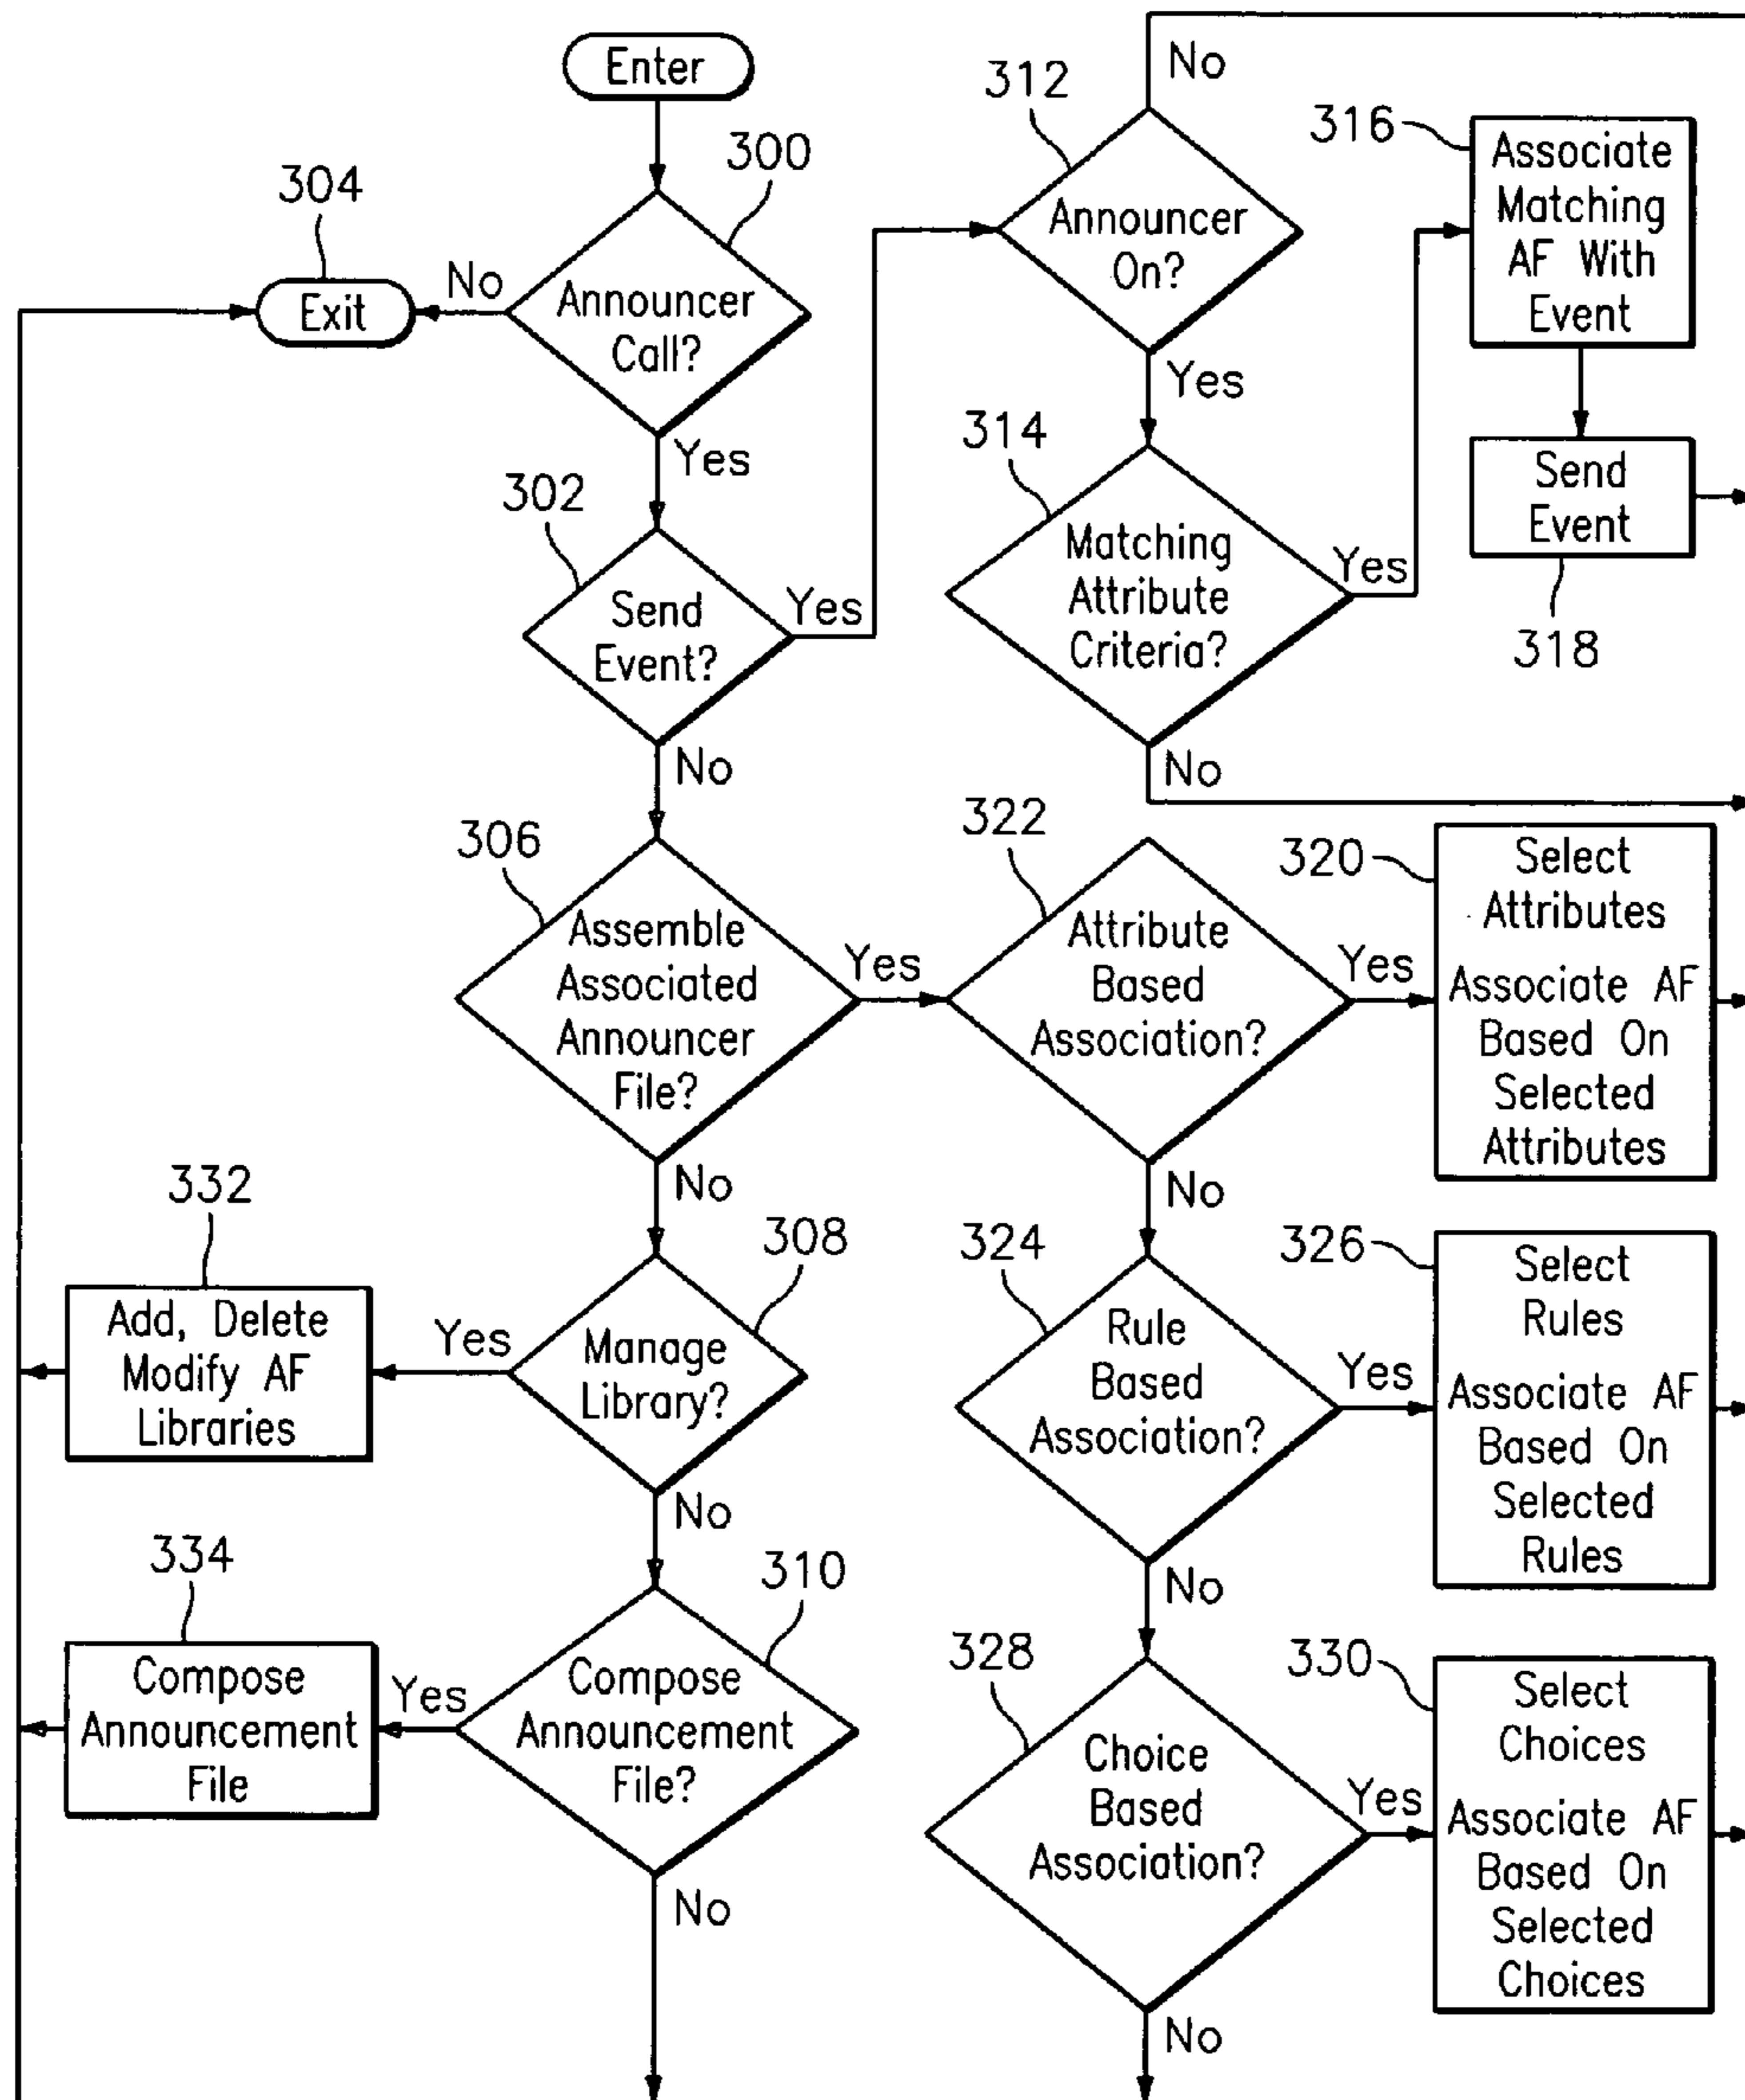 Enter
300
304
Exit
No
Announcer
Call?
Yes
302
Send
Event?
Yes
No
306
Assemble
Associated
Announcer
File?
Yes
No
332
Add, Delete
Modify AF
Libraries
Yes
308
Manage
Library?
No
334
Compose
Announcement
File
Yes
310
Compose
Announcement
File?
No
312
No
Announcer
On?
Yes
314
Matching
Attribute
Criteria?
Yes
No
316
Associate
Matching
AF With
Event
Send
Event
318
322
Attribute
Based
Association?
Yes
No
320
Select
Attributes
Associate AF
Based On
Selected
Attributes
324
Rule
Based
Association?
Yes
No
326
Select
Rules
Associate AF
Based On
Selected
Rules
328
Choice
Based
Association?
Yes
No
330
Select
Choices
Associate AF
Based On
Selected
Choices